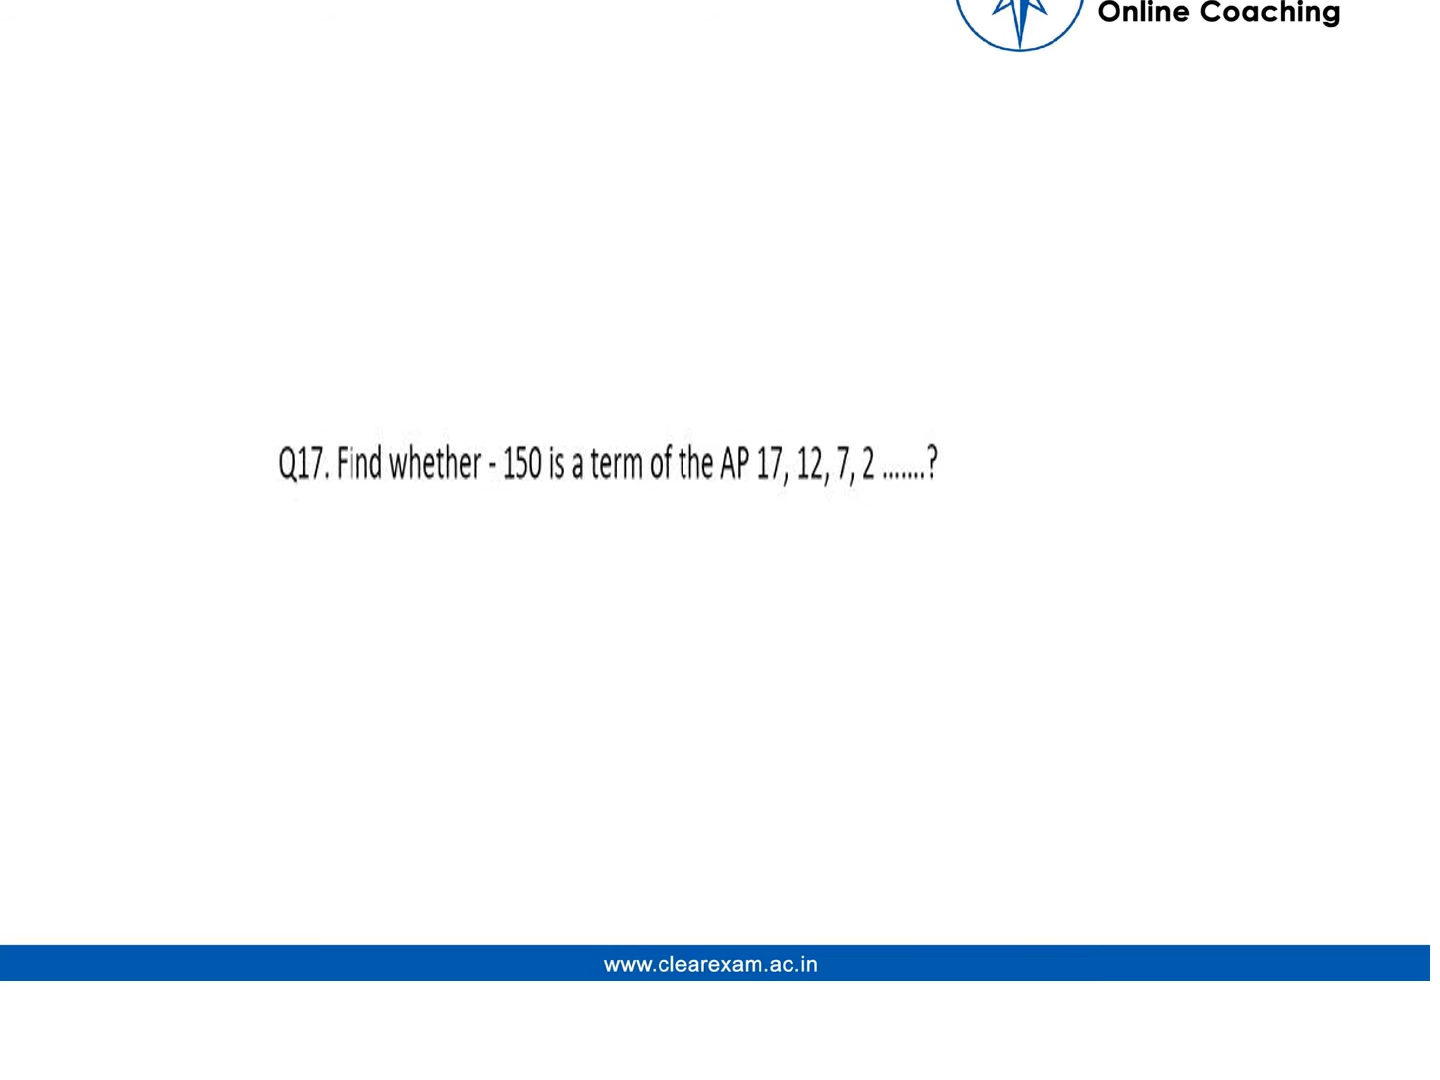 Online Coaching
Q17. Find whether - 150 is a term of the AP 17, 12, 7, 2 .......?
www.clearexam.ac.in